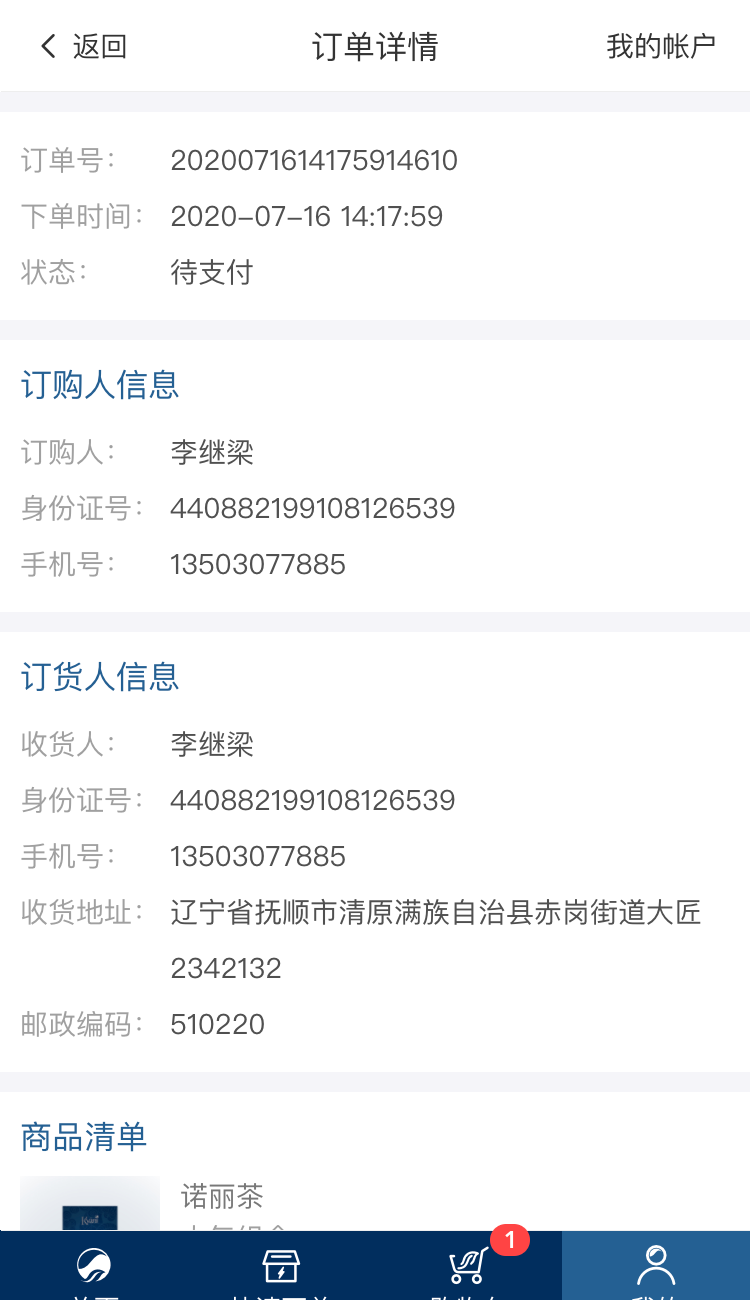 返回 订单详情 我的帐户
订单号： 2020071614175914610
下单时间： 2020-07-16 14:17:59
状态： 待支付
订购人信息
订购人： 李继梁
身份证号： 440882199108126539
手机号： 13503077885
订货人信息
收货人： 李继梁
身份证号： 440882199108126539
手机号： 13503077885
收货地址： 辽宁省抚顺市清原满族自治县赤岗街道大匠
2342132
邮政编码： 510220
商品清单
诺丽茶
1